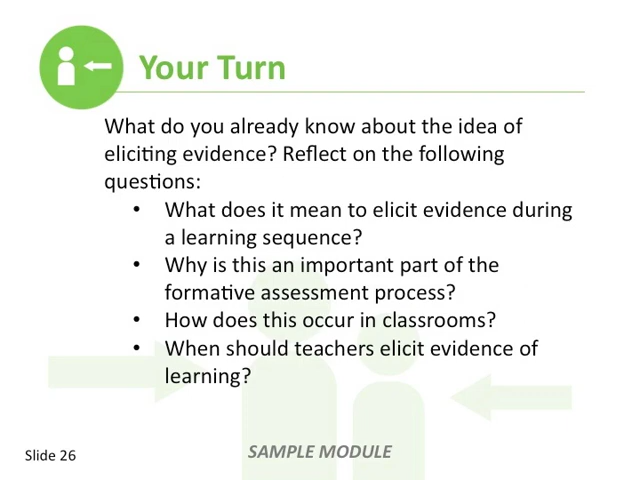 Your Turn
What do you already know about the idea of
eliciting evidence? Reflect on the following
questions:
• What does it mean to elicit evidence during
a learning sequence?
• Why is this an important part of the
formative assessment process?
• How does this occur in classrooms?
• When should teachers elicit evidence of
learning?
Slide 26
SAMPLE MODULE